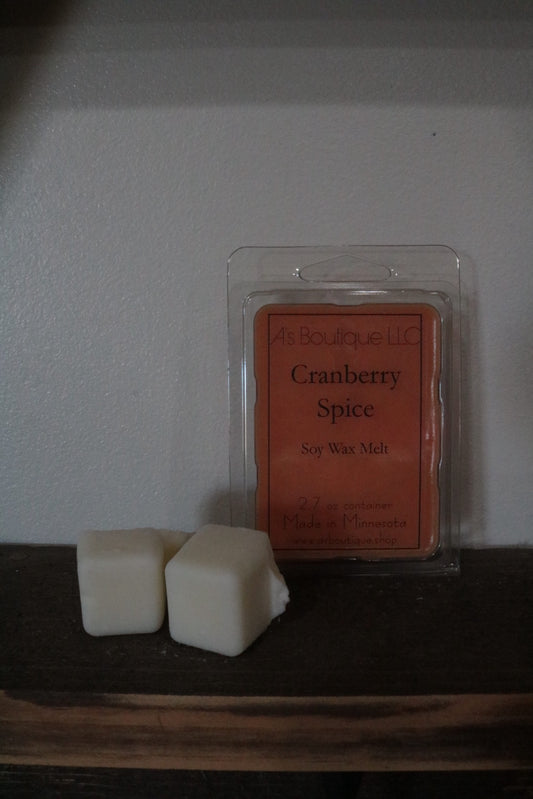 A's Boutique LLC
Cranberry
Spice
Soy Wax Melt
2.7 oz container
Made in Minnesota
www.asboutique.shop